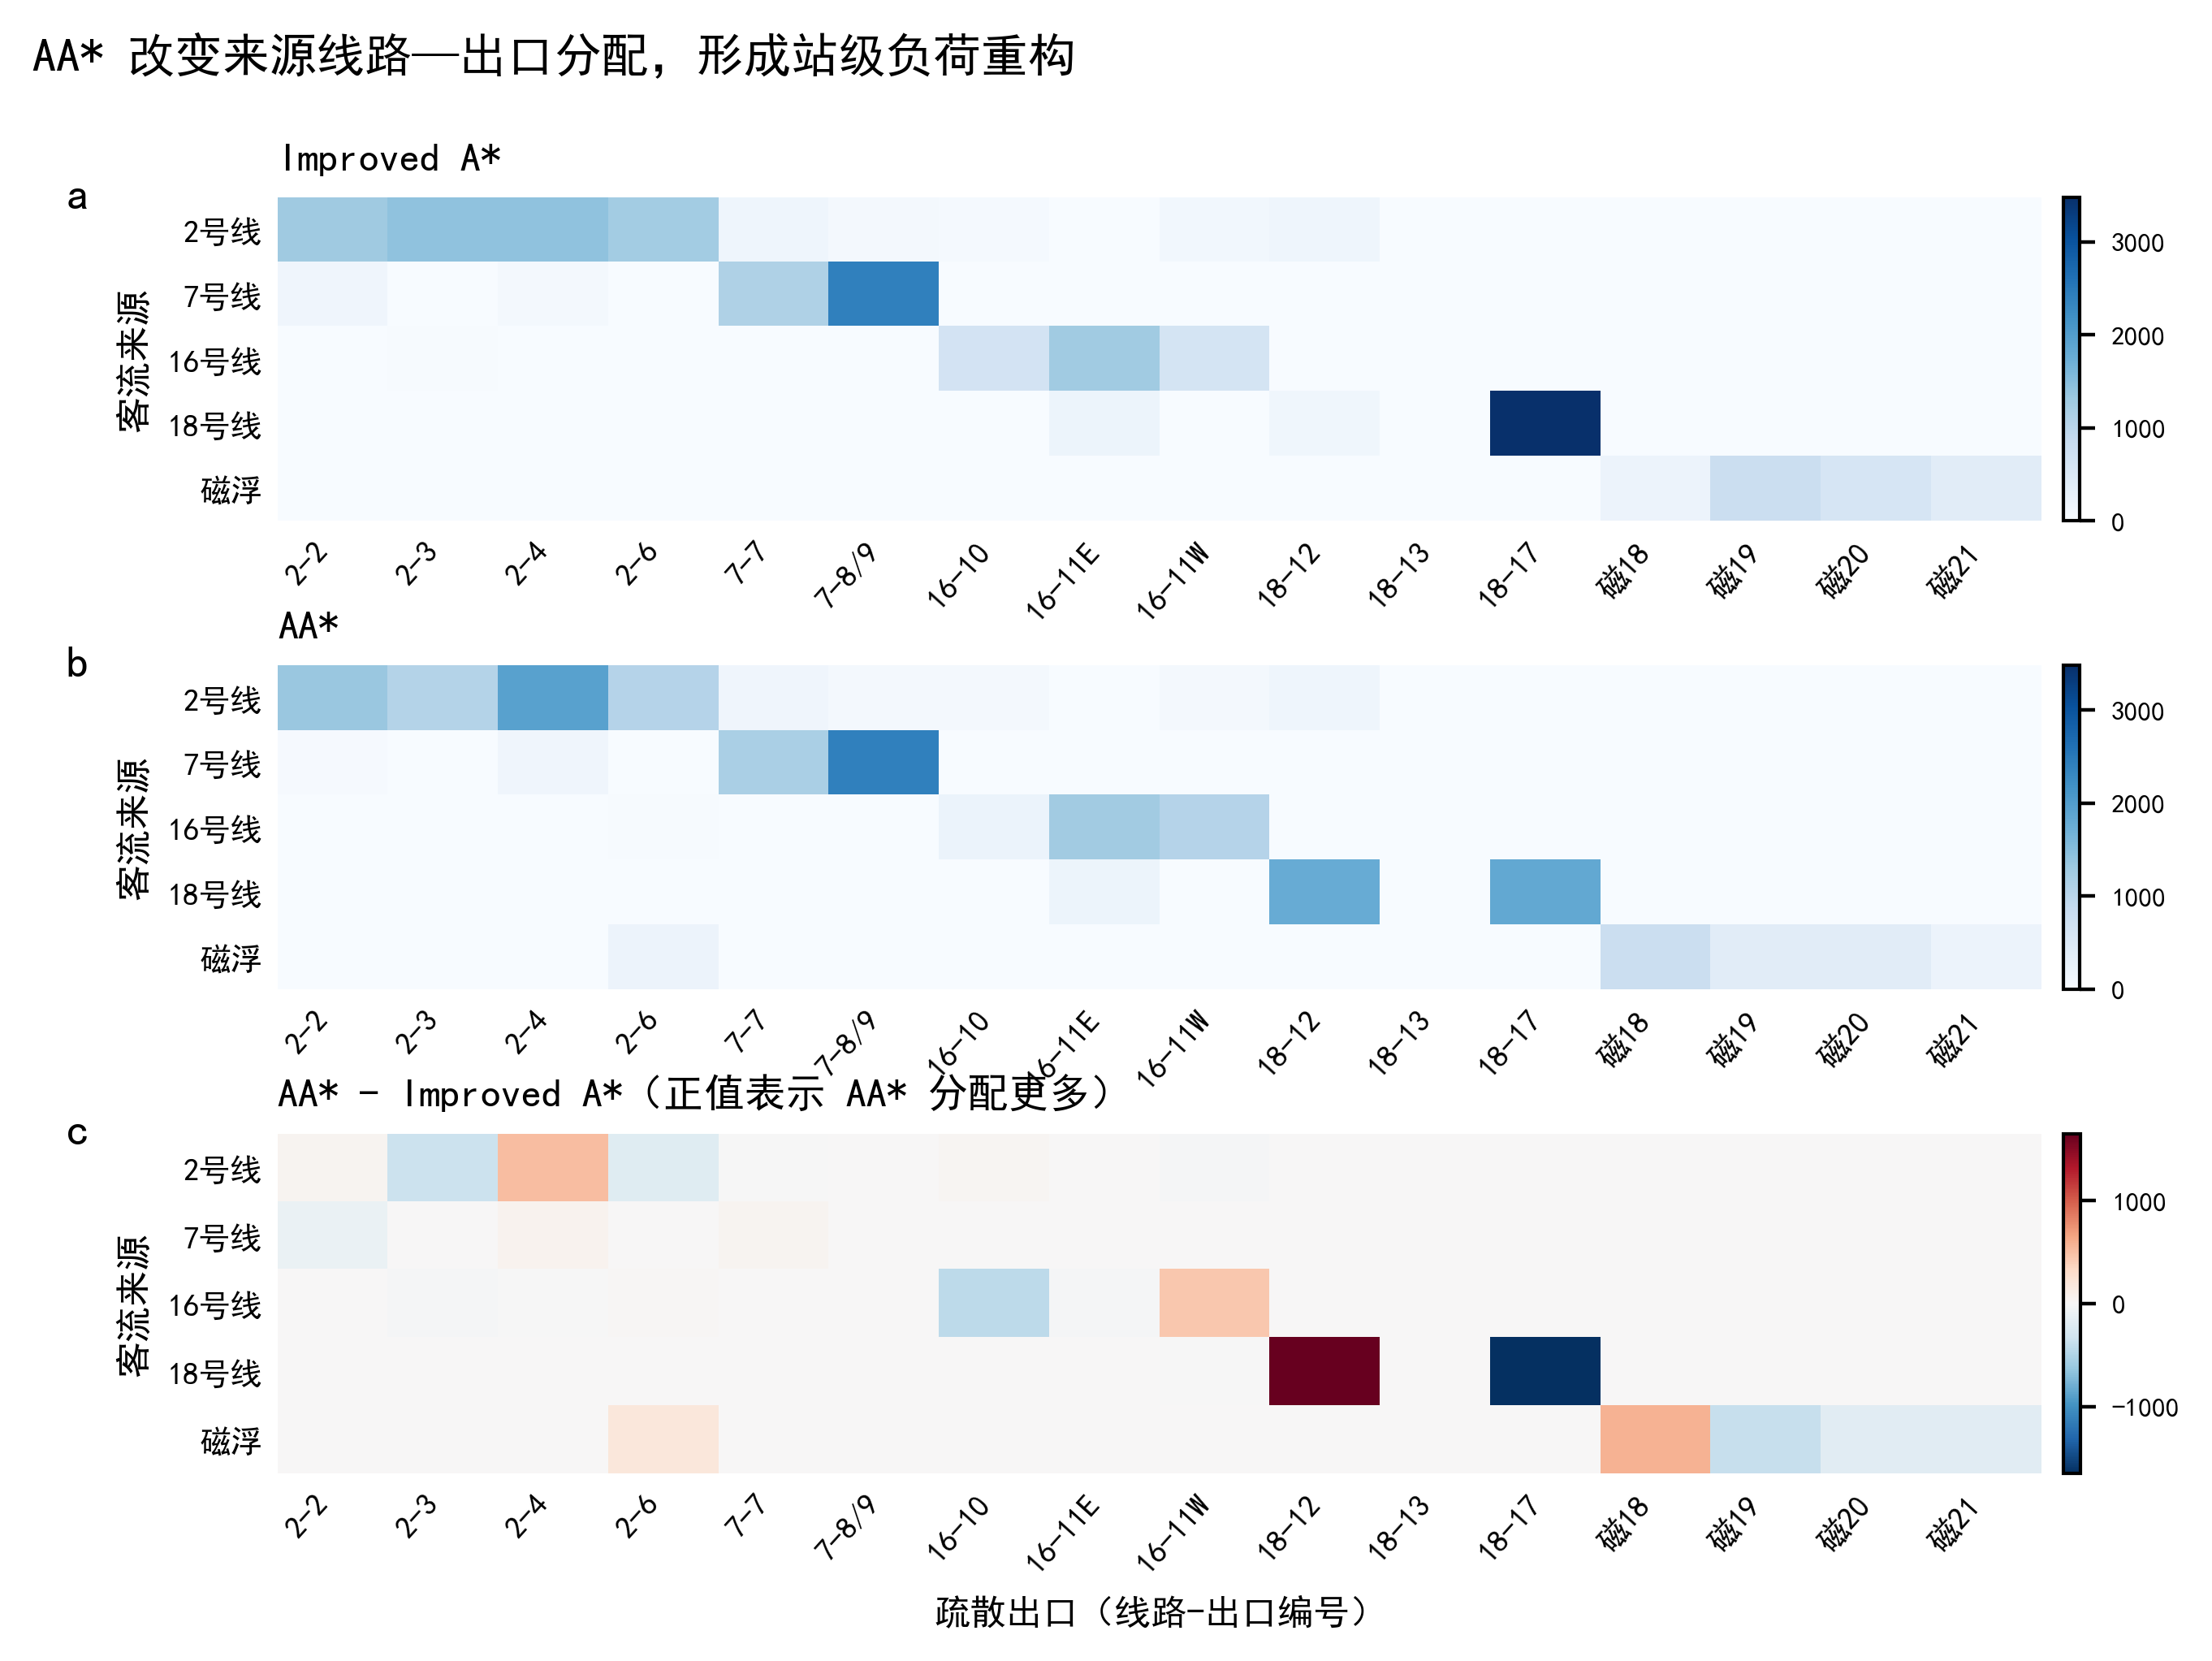 AA* 改变来源线路—出口分配，形成站级负荷重构
Improved A*
a
客流来源
2号线
7号线
16号线
18号线
磁浮
3000
2000
1000
0
2-2 2-3 2-4 2-6 7-7 7-8/9 16-10 16-11E 16-11W 18-12 18-13 18-17 磁18 磁19 磁20 磁21
AA*
b
客流来源
2号线
7号线
16号线
18号线
磁浮
3000
2000
1000
0
2-2 2-3 2-4 2-6 7-7 7-8/9 16-10 16-11E 16-11W 18-12 18-13 18-17 磁18 磁19 磁20 磁21
AA* - Improved A*（正值表示 AA* 分配更多）
c
客流来源
2号线
7号线
16号线
18号线
磁浮
1000
0
-1000
2-2 2-3 2-4 2-6 7-7 7-8/9 16-10 16-11E 16-11W 18-12 18-13 18-17 磁18 磁19 磁20 磁21
疏散出口（线路-出口编号）